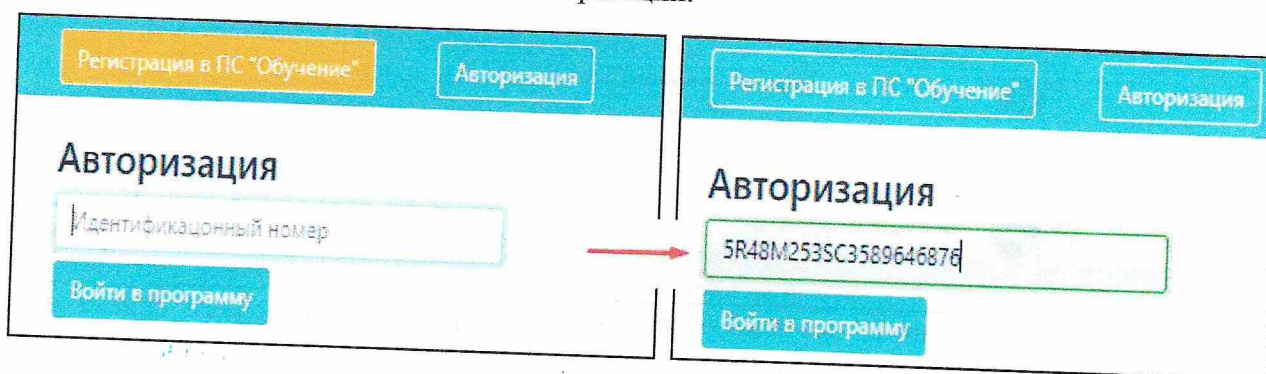 Регистрация в ПС "Обучение"
Авторизация
Авторизация
Идентификацонный номер
Войти в программу
Регистрация в ПС "Обучение"
Авторизация
Авторизация
5R48M253SC3589646876
Войти в программу